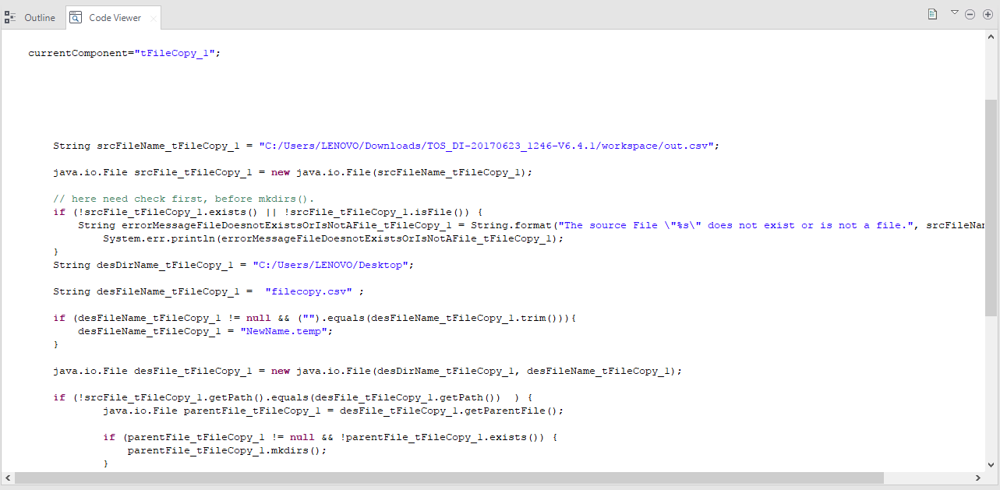 Outline Code Viewer
currentComponent="tFileCopy_1";
String srcFileName_tFileCopy_1 = "C:/Users/LENOVO/Downloads/TOS_DI-20170623_1246-V6.4.1/workspace/out.csv";
java.io.File srcFile_tFileCopy_1 = new java.io.File(srcFileName_tFileCopy_1);
// here need check first, before mkdirs().
if (!srcFile_tFileCopy_1.exists() || !srcFile_tFileCopy_1.isFile()) {
String errorMessageFileDoesnotExistsOrIsNotAFile_tFileCopy_1 = String.format("The source File \"%s\" does not exist or is not a file.", srcFileNam
System.err.println(errorMessageFileDoesnotExistsOrIsNotAFile_tFileCopy_1);
}
String desDirName_tFileCopy_1 = "C:/Users/LENOVO/Desktop";
String desFileName_tFileCopy_1 =  "filecopy.csv" ;
if (desFileName_tFileCopy_1 != null && ("").equals(desFileName_tFileCopy_1.trim())){
desFileName_tFileCopy_1 = "NewName.temp";
}
java.io.File desFile_tFileCopy_1 = new java.io.File(desDirName_tFileCopy_1, desFileName_tFileCopy_1);
if (!srcFile_tFileCopy_1.getPath().equals(desFile_tFileCopy_1.getPath())  ) {
java.io.File parentFile_tFileCopy_1 = desFile_tFileCopy_1.getParentFile();
if (parentFile_tFileCopy_1 != null && !parentFile_tFileCopy_1.exists()) {
parentFile_tFileCopy_1.mkdirs();
}